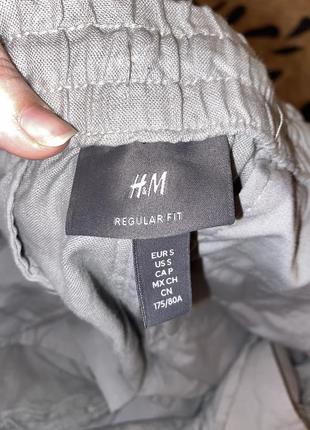 H&M
REGULAR FIT
EUR S
US S
CA P
MX CH
CN
175/80A